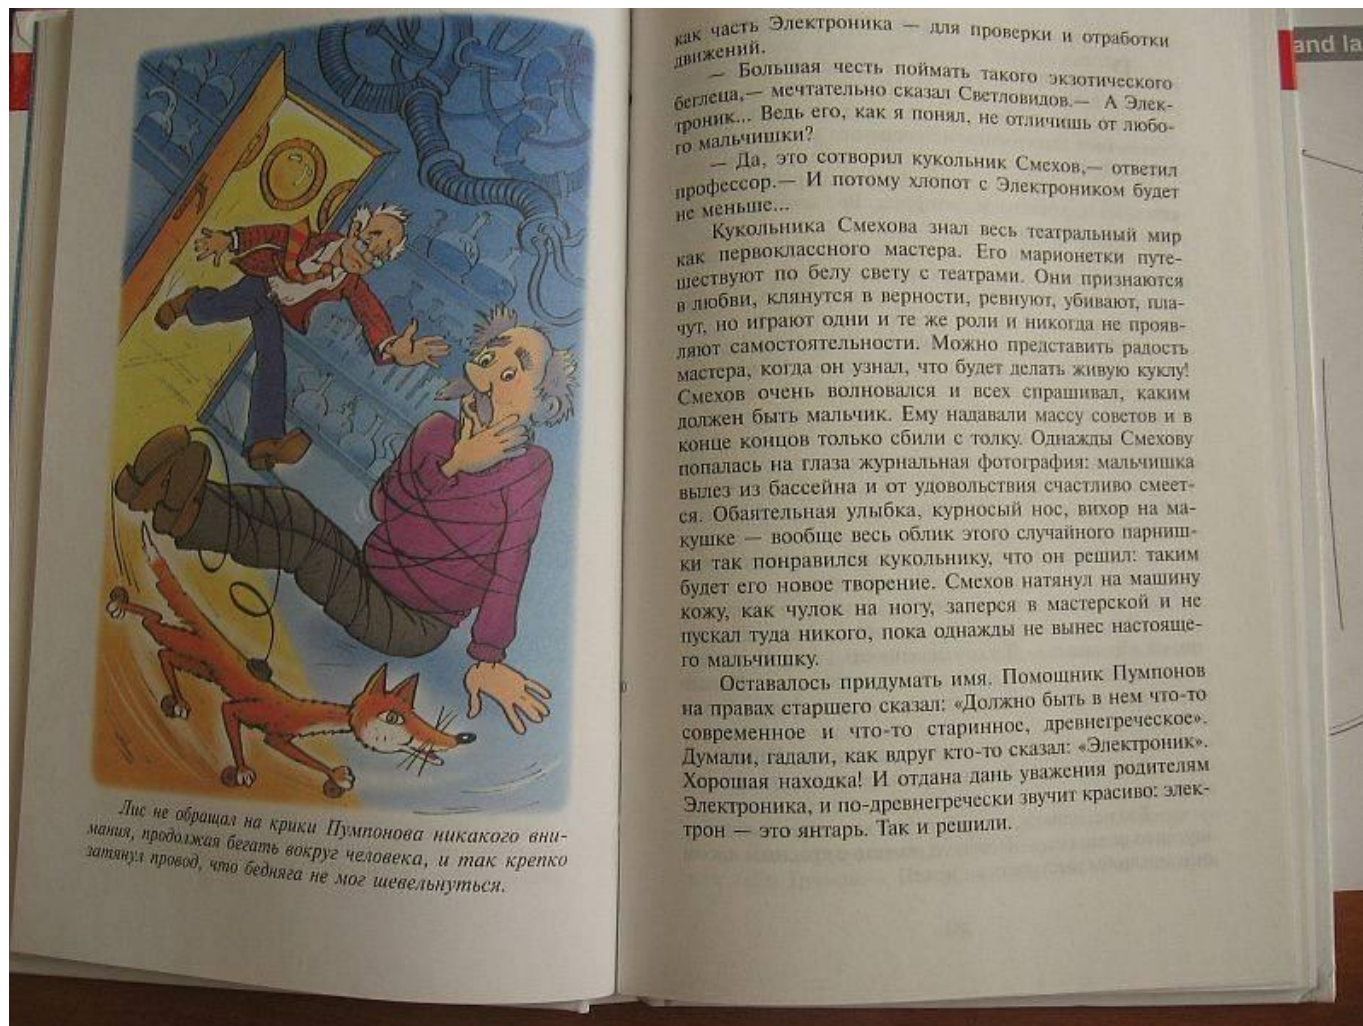 Лис не обращал на крики Пумпонова никакого вни-
мания, продолжая бегать вокруг человека, и так крепко
затянул провод, что бедняга не мог шевельнуться.
как часть Электроника — для проверки и отработки
движений.
— Большая честь поймать такого экзотического
беглеца,— мечтательно сказал Светловидов.— А Элек-
троник... Ведь его, как я понял, не отличишь от любо-
го мальчишки?
— Да, это сотворил кукольник Смехов,— ответил
профессор.— И потому хлопот с Электроником будет
не меньше...
Кукольника Смехова знал весь театральный мир
как первоклассного мастера. Его марионетки путе-
шествуют по белу свету с театрами. Они признаются
в любви, клянутся в верности, ревнуют, убивают, пла-
чут, но играют одни и те же роли и никогда не прояв-
ляют самостоятельности. Можно представить радость
мастера, когда он узнал, что будет делать живую куклу!
Смехов очень волновался и всех спрашивал, каким
должен быть мальчик. Ему надавали массу советов и в
конце концов только сбили с толку. Однажды Смехову
попалась на глаза журнальная фотография: мальчишка
вылез из бассейна и от удовольствия счастливо смеет-
ся. Обаятельная улыбка, курносый нос, вихор на ма-
кушке — вообще весь облик этого случайного парниш-
ки так понравился кукольнику, что он решил: таким
будет его новое творение. Смехов натянул на машину
кожу, как чулок на ногу, заперся в мастерской и не
пускал туда никого, пока однажды не вынес настояще-
го мальчишку.
Оставалось придумать имя. Помощник Пумпонов
на правах старшего сказал: «Должно быть в нем что-то
современное и что-то старинное, древнегреческое».
Думали, гадали, как вдруг кто-то сказал: «Электроник».
Хорошая находка! И отдана дань уважения родителям
Электроника, и по-древнегречески звучит красиво: элек-
трон — это янтарь. Так и решили.
and la